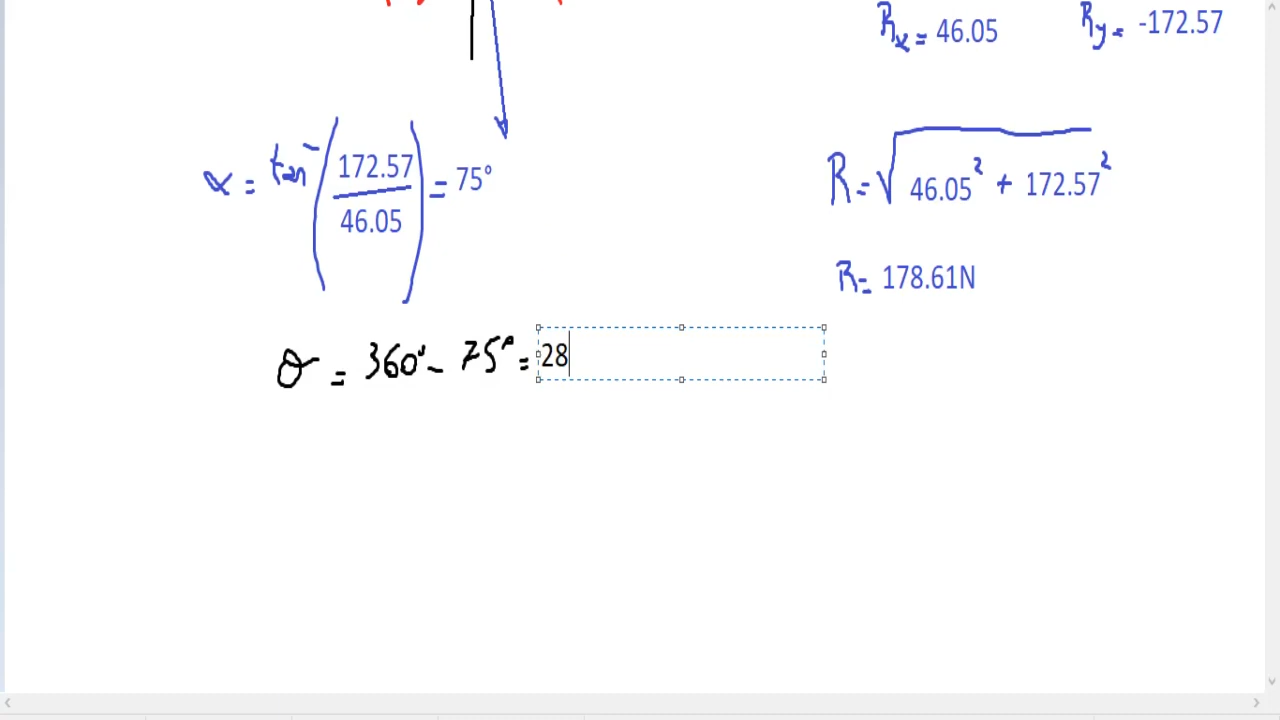 Rx = 46.05 Ry = -172.57
α = tan⁻ (172.57 / 46.05) = 75°
R = √46.05² + 172.57²
R = 178.61N
θ = 360° - 75° = 28